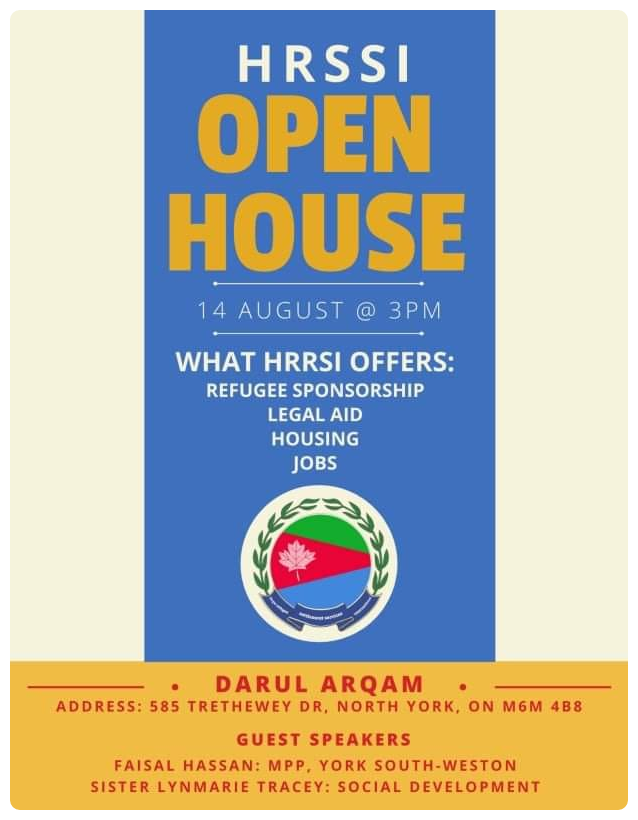 HRSSI
OPEN
HOUSE
14 AUGUST @ 3PM
WHAT HRRSI OFFERS:
REFUGEE SPONSORSHIP
LEGAL AID
HOUSING
JOBS
DARUL ARQAM
ADDRESS: 585 TRETHEWEY DR, NORTH YORK, ON M6M 4B8
GUEST SPEAKERS
FAISAL HASSAN: MPP, YORK SOUTH-WESTON
SISTER LYNMARIE TRACEY: SOCIAL DEVELOPMENT